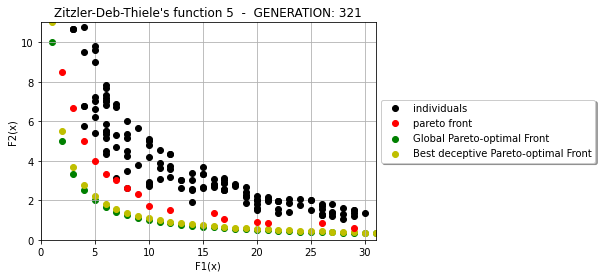 Zitzler-Deb-Thiele's function 5 - GENERATION: 321
10
8
6
4
2
0
F2(x)
0 5 10 15 20 25 30
F1(x)
individuals
pareto front
Global Pareto-optimal Front
Best deceptive Pareto-optimal Front